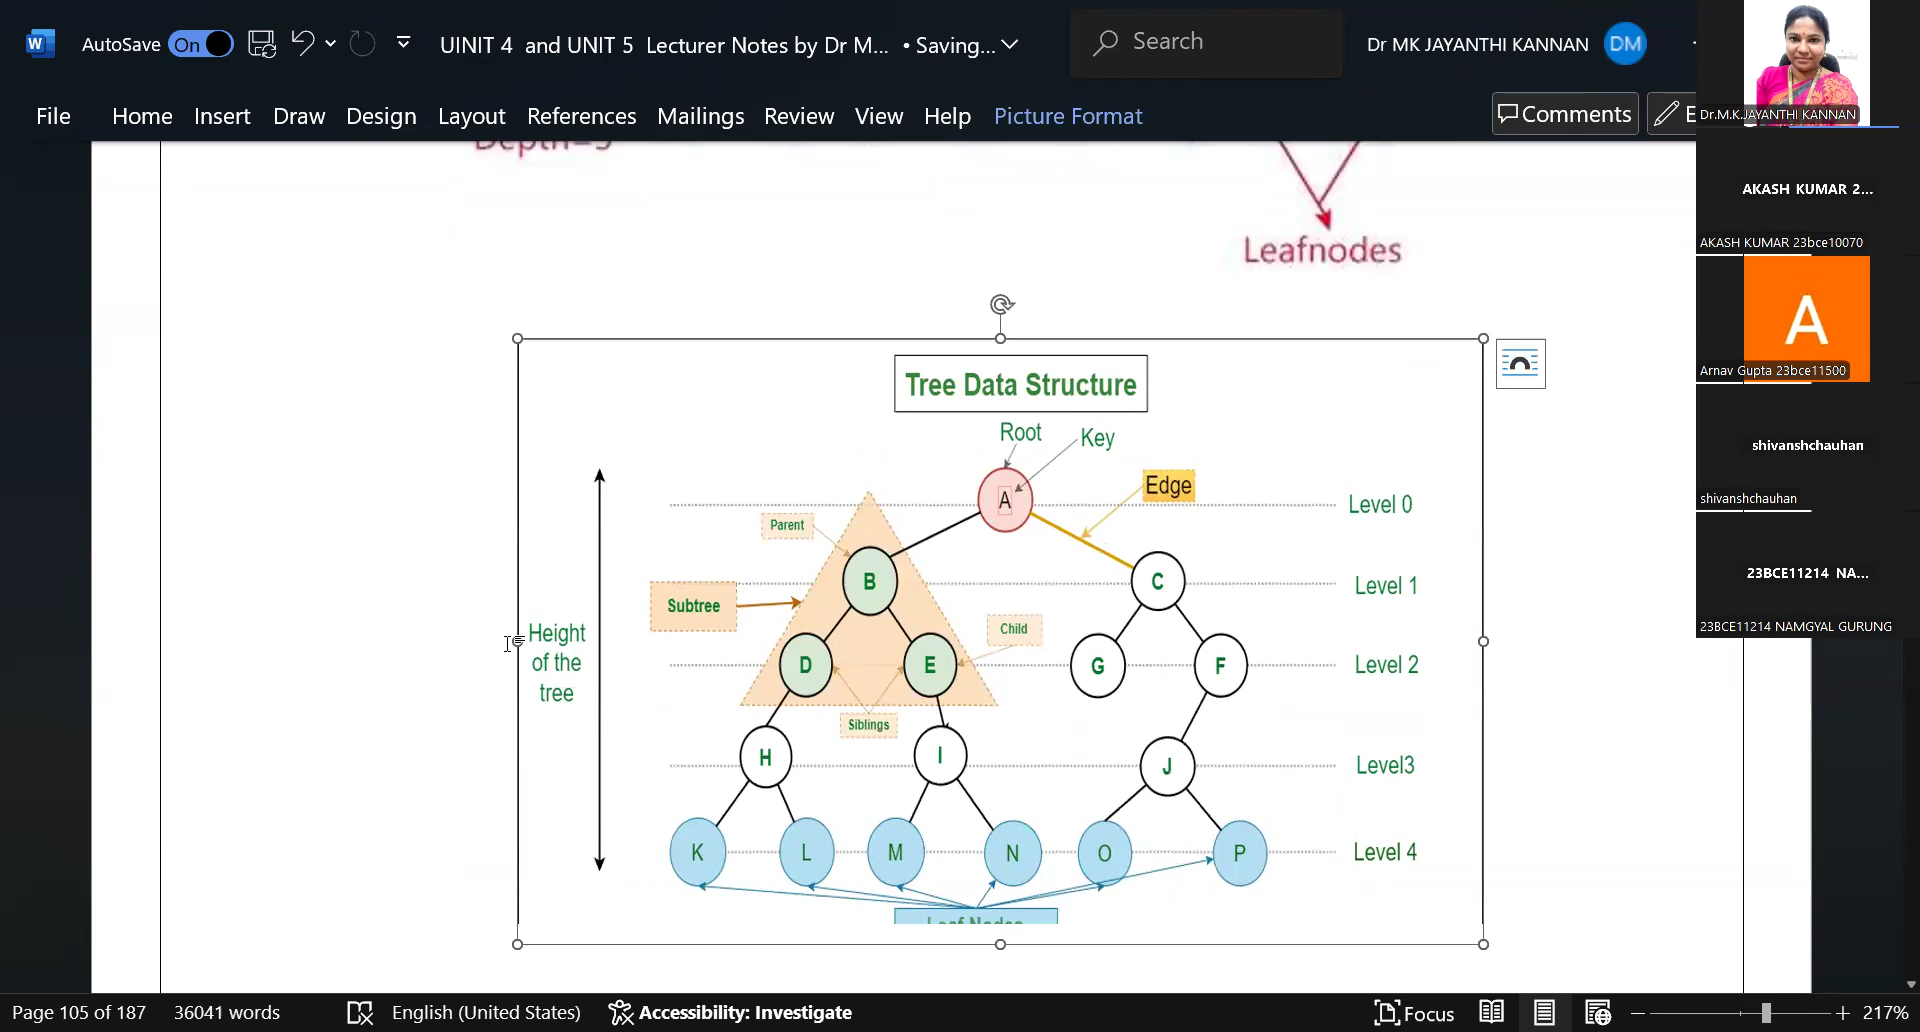 AutoSave On
UINIT 4 and UNIT 5 Lecturer Notes by Dr M... • Saving...
Search
Dr MK JAYANTHI KANNAN DM
File Home Insert Draw Design Layout References Mailings Review View Help Picture Format
Comments E
Dr.M.K.JAYANTHI KANNAN
AKASH KUMAR 2...
AKASH KUMAR 23bce10070
A
Arnav Gupta 23bce11500
shivanshchauhan
shivanshchauhan
23BCE11214 NA...
23BCE11214 NAMGYAL GURUNG
Depth=3
Leafnodes
Tree Data Structure
Root Key
A Edge Level 0
Parent
B C Level 1
Subtree
Child
Height
of the
tree
D E G F Level 2
Siblings
H I J Level3
K L M N O P Level 4
Leaf Nodes
Page 105 of 187 36041 words English (United States) Accessibility: Investigate Focus 217%